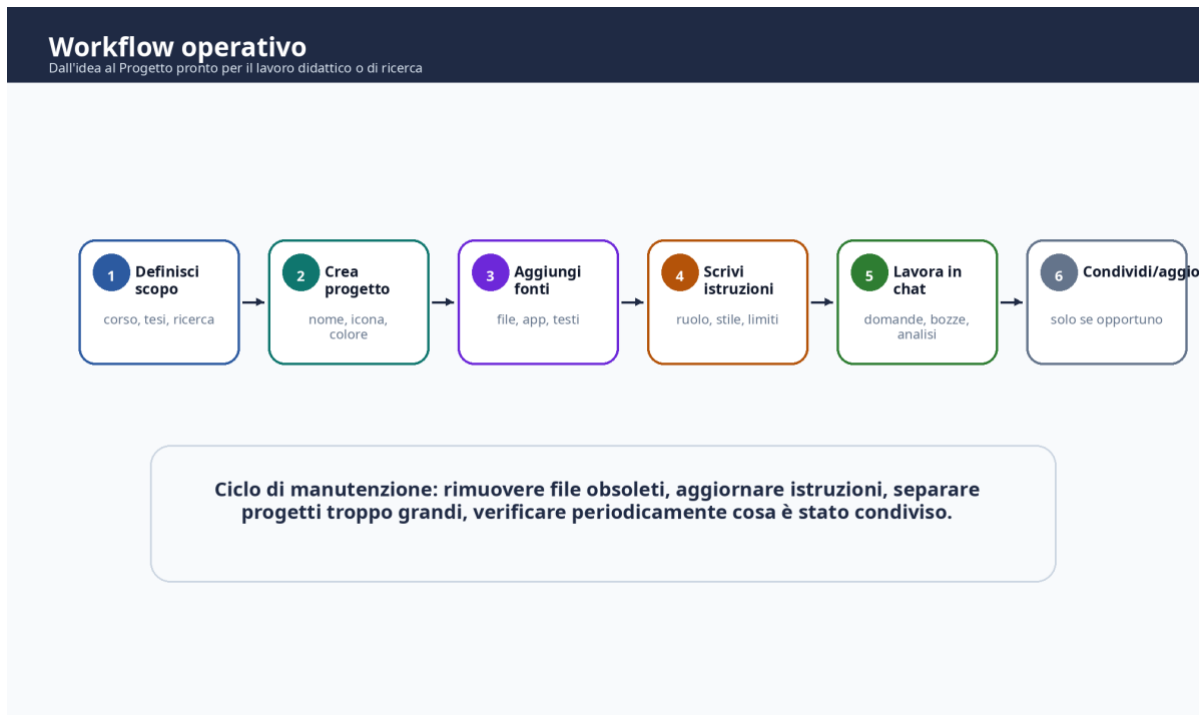 Workflow operativo
Dall'idea al Progetto pronto per il lavoro didattico o di ricerca
1
Definisci
scopo
corso, tesi, ricerca
2
Crea
progetto
nome, icona,
colore
3
Aggiungi
fonti
file, app, testi
4
Scrivi
istruzioni
ruolo, stile, limiti
5
Lavora in
chat
domande, bozze,
analisi
6
Condividi/aggio
solo se opportuno
Ciclo di manutenzione: rimuovere file obsoleti, aggiornare istruzioni, separare
progetti troppo grandi, verificare periodicamente cosa è stato condiviso.